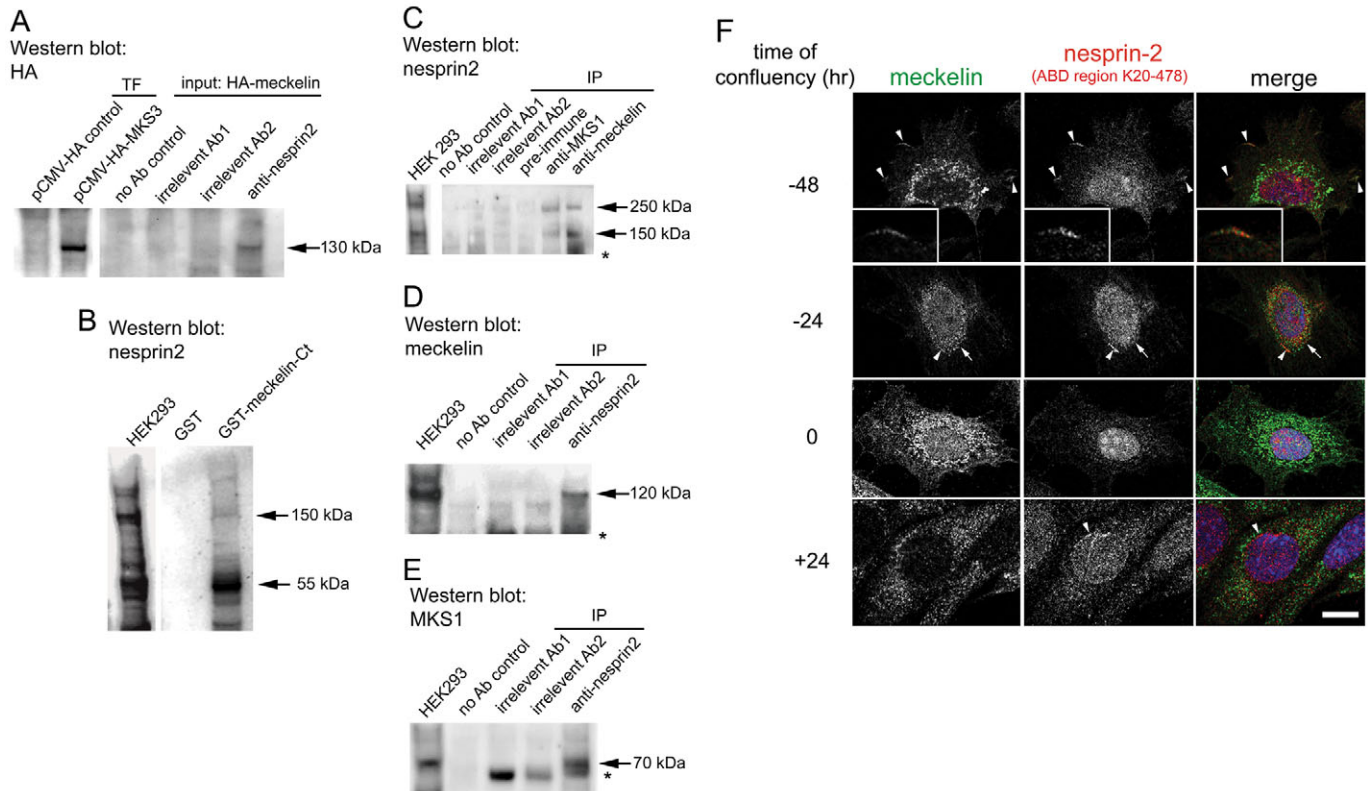 A
Western blot:
HA
TF
input: HA-meckelin
pCMV-HA control
pCMV-HA-MKS3
no Ab control
irrelevent Ab1
irrelevent Ab2
anti-nesprin2
130 kDa
B
Western blot:
nesprin2
HEK293
GST
GST-meckelin-Ct
150 kDa
55 kDa
C
Western blot:
nesprin2
IP
HEK 293
no Ab control
irrelevent Ab1
irrelevent Ab2
pre-immune
anti-MKS1
anti-meckelin
250 kDa
150 kDa
*
D
Western blot:
meckelin
IP
HEK293
no Ab control
irrelevent Ab1
irrelevent Ab2
anti-nesprin2
120 kDa
*
E
Western blot:
MKS1
IP
HEK293
no Ab control
irrelevent Ab1
irrelevent Ab2
anti-nesprin2
70 kDa
*
F
time of
confluency (hr)
meckelin
nesprin-2
(ABD region K20-478)
merge
-48
-24
0
+24